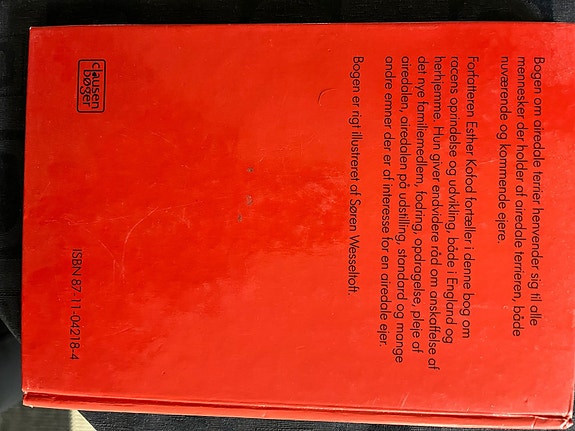 Bogen om airedale terrier henvender sig til alle
mennesker der holder af airedale terrieren, både
nuværende og kommende ejere.
Forfatteren Esther Kofod fortæller i denne bog om
racens oprindelse og udvikling, både i England og
herhjemme. Hun giver endvidere råd om anskaffelse af
det nye familiemedlem, fodring, opdragelse, pleje af
airedalen, airedalen på udstilling, standard og mange
andre emner der er af interesse for en airedale ejer.
Bogen er rigt illustreret af Søren Wesseltoft.
clausen
bøger
ISBN 87-11-04218-4